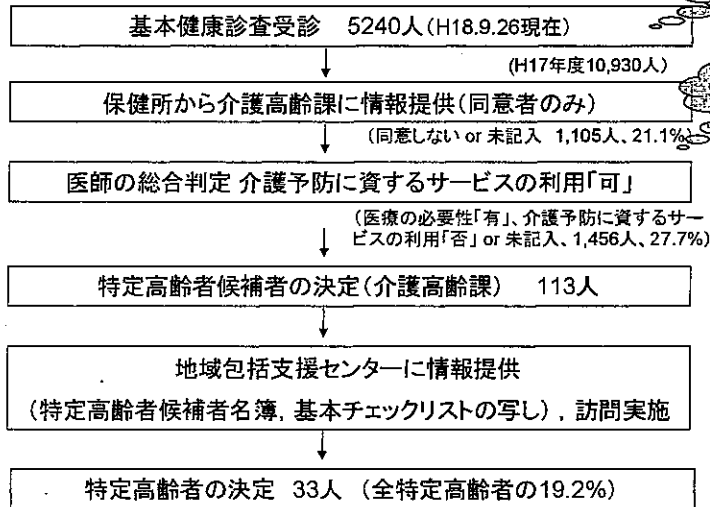 基本健康診査受診 5240人(H18.9.26現在)
(H17年度10,930人)
保健所から介護高齢課に情報提供(同意者のみ)
(同意しない or 未記入 1,105人、21.1%)
医師の総合判定 介護予防に資するサービスの利用「可」
(医療の必要性「有」、介護予防に資するサー
ビスの利用「否」 or 未記入、1,456人、27.7%)
特定高齢者候補者の決定(介護高齢課) 113人
地域包括支援センターに情報提供
(特定高齢者候補者名簿, 基本チェックリストの写し) , 訪問実施
特定高齢者の決定 33人 (全特定高齢者の19.2%)